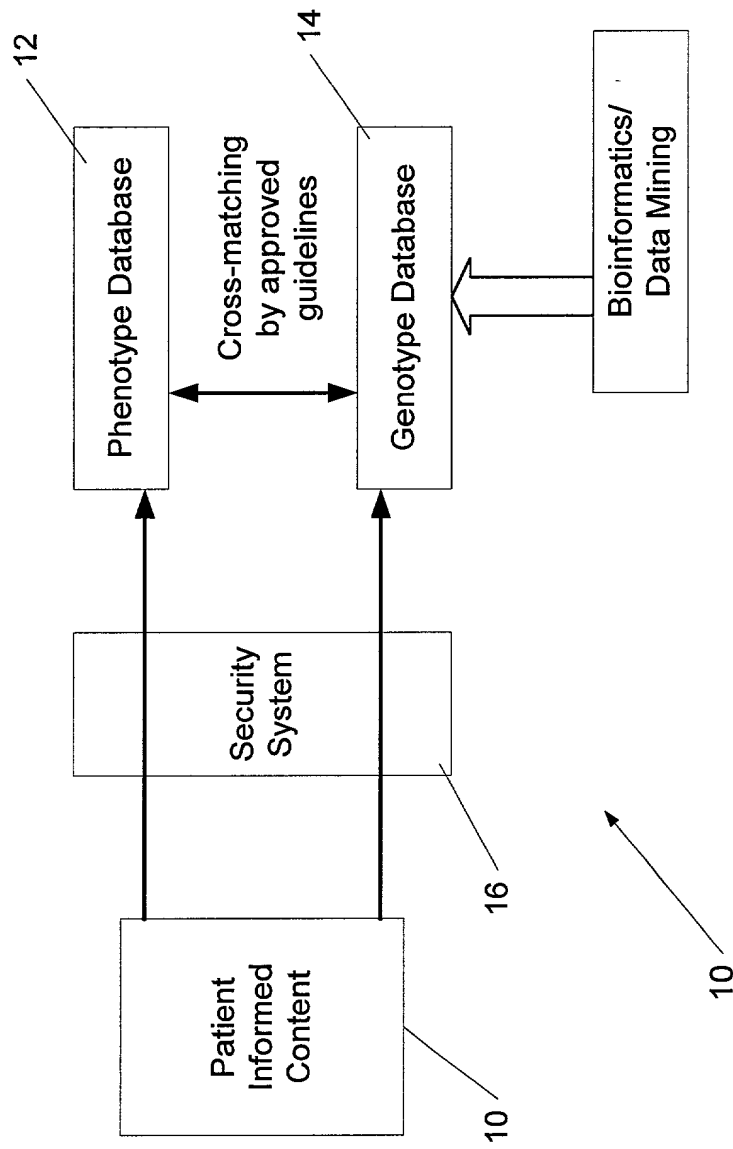 Patient
Informed
Content
10
Security
System
16
Phenotype Database
12
Cross-matching
by approved
guidelines
Genotype Database
14
Bioinformatics/
Data Mining
10